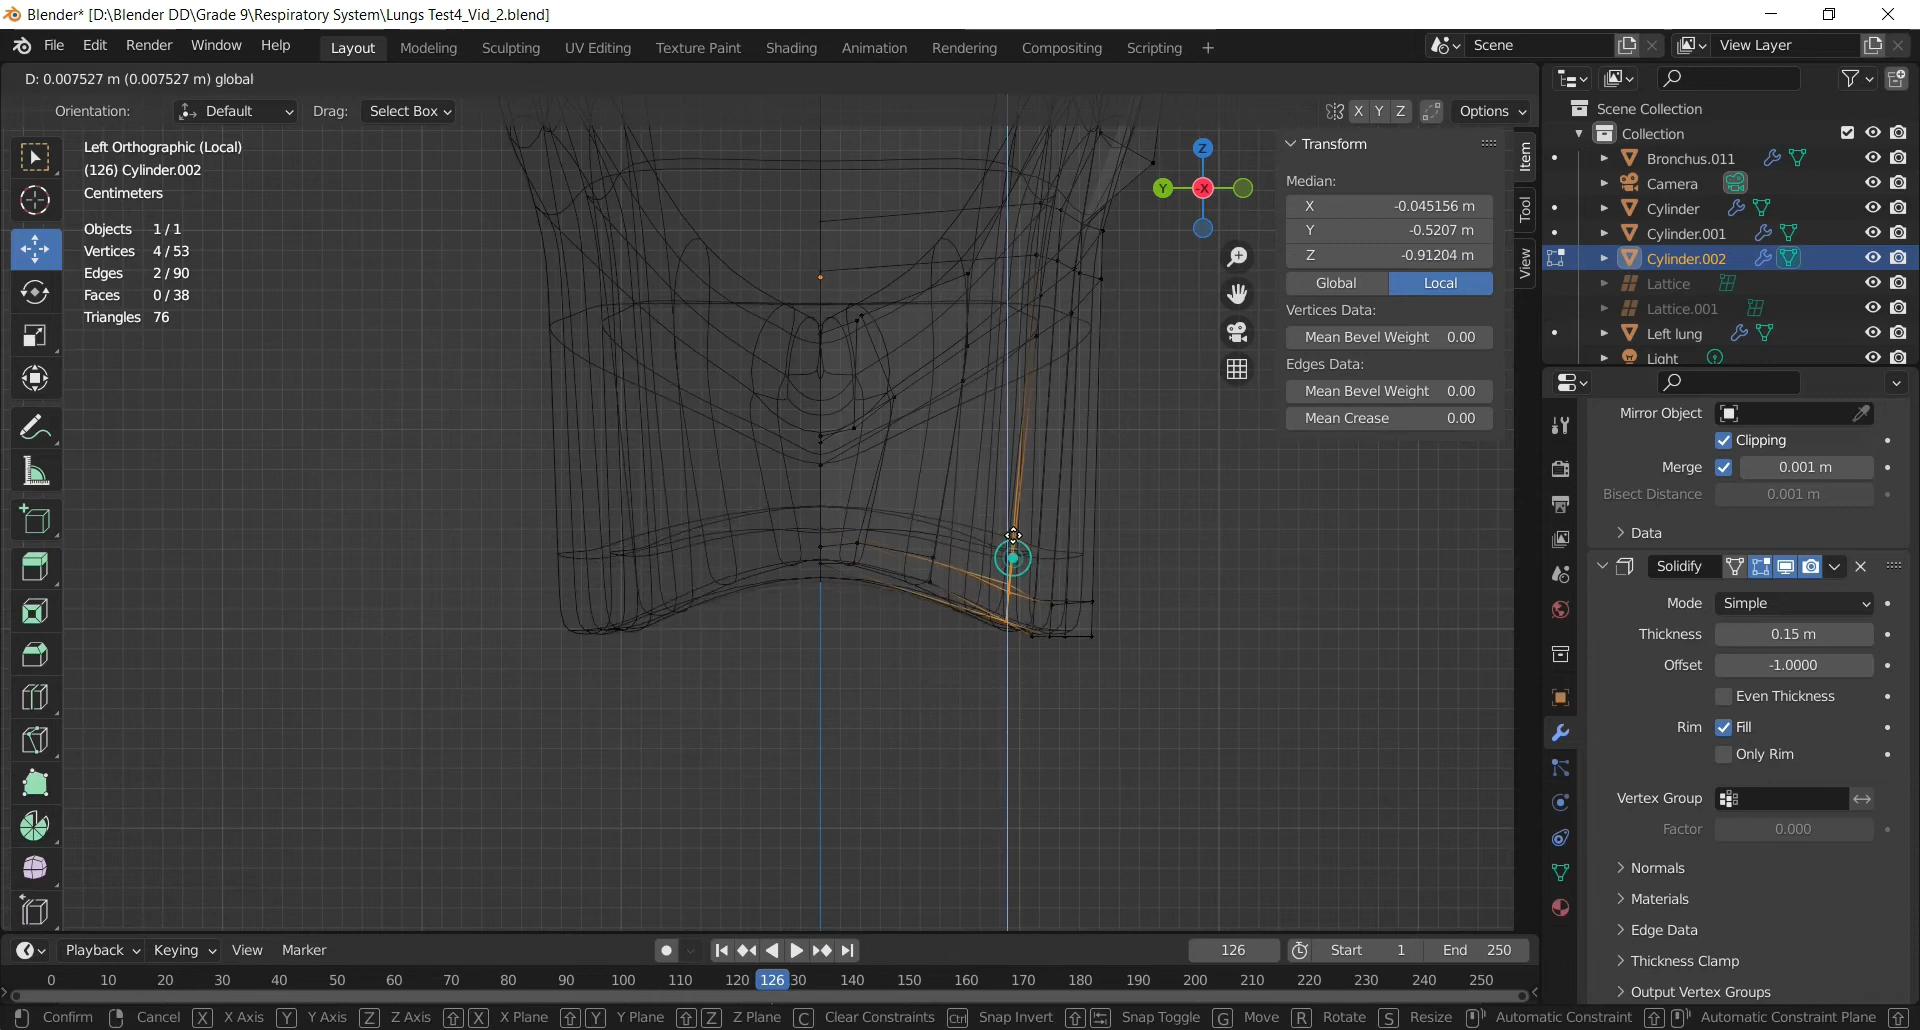 Blender* [D:\Blender DD\Grade 9\Respiratory System\Lungs Test4_Vid_2.blend]
File Edit Render Window Help Layout Modeling Sculpting UV Editing Texture Paint Shading Animation Rendering Compositing Scripting + Scene View Layer
D: 0.007527 m (0.007527 m) global
Orientation: Default Drag: Select Box X Y Z Options
Left Orthographic (Local)
(126) Cylinder.002
Centimeters
Objects 1/1
Vertices 4/53
Edges 2/90
Faces 0/38
Triangles 76
Z
Y
-X
Transform
Median:
X -0.045156 m
Y -0.5207 m
Z -0.91204 m
Global Local
Vertices Data:
Mean Bevel Weight 0.00
Edges Data:
Mean Bevel Weight 0.00
Mean Crease 0.00
Item
Tool
View
Scene Collection
Collection
Bronchus.011
Camera
Cylinder
Cylinder.001
Cylinder.002
Lattice
Lattice.001
Left lung
Light
Mirror Object
Clipping
Merge 0.001 m
Bisect Distance 0.001 m
Data
Solidify
Mode Simple
Thickness 0.15 m
Offset -1.0000
Even Thickness
Rim Fill
Only Rim
Vertex Group
Factor 0.000
Normals
Materials
Edge Data
Thickness Clamp
Output Vertex Groups
Playback Keying View Marker 126 Start 1 End 250
0 10 20 30 40 50 60 70 80 90 100 110 120 126 30 140 150 160 170 180 190 200 210 220 230 240 250
Confirm Cancel X X Axis Y Y Axis Z Z Axis X X Plane Y Y Plane Z Z Plane C Clear Constraints Ctrl Snap Invert Snap Toggle G Move R Rotate S Resize Automatic Constraint Automatic Constraint Plane